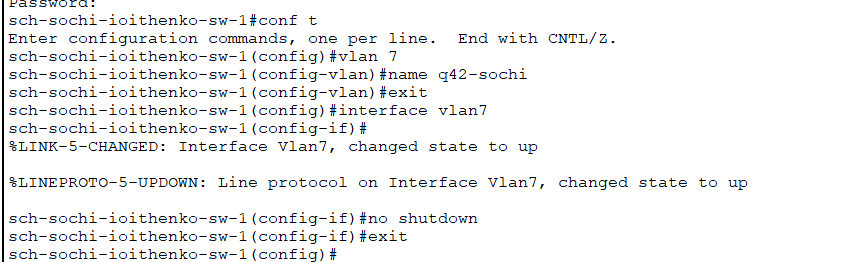 Password:
sch-sochi-ioithenko-sw-1#conf t
Enter configuration commands, one per line.  End with CNTL/Z.
sch-sochi-ioithenko-sw-1(config)#vlan 7
sch-sochi-ioithenko-sw-1(config-vlan)#name q42-sochi
sch-sochi-ioithenko-sw-1(config-vlan)#exit
sch-sochi-ioithenko-sw-1(config)#interface vlan7
sch-sochi-ioithenko-sw-1(config-if)#
%LINK-5-CHANGED: Interface Vlan7, changed state to up
%LINEPROTO-5-UPDOWN: Line protocol on Interface Vlan7, changed state to up
sch-sochi-ioithenko-sw-1(config-if)#no shutdown
sch-sochi-ioithenko-sw-1(config-if)#exit
sch-sochi-ioithenko-sw-1(config)#